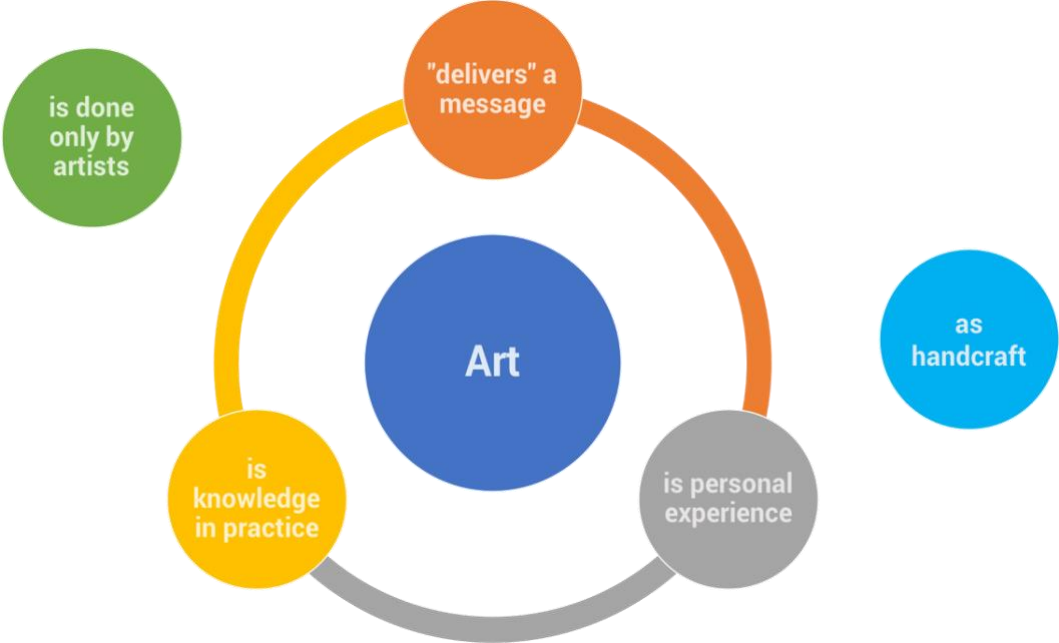 "delivers" a
message
is done
only by
artists
as
handcraft
Art
is
knowledge
in practice
is personal
experience